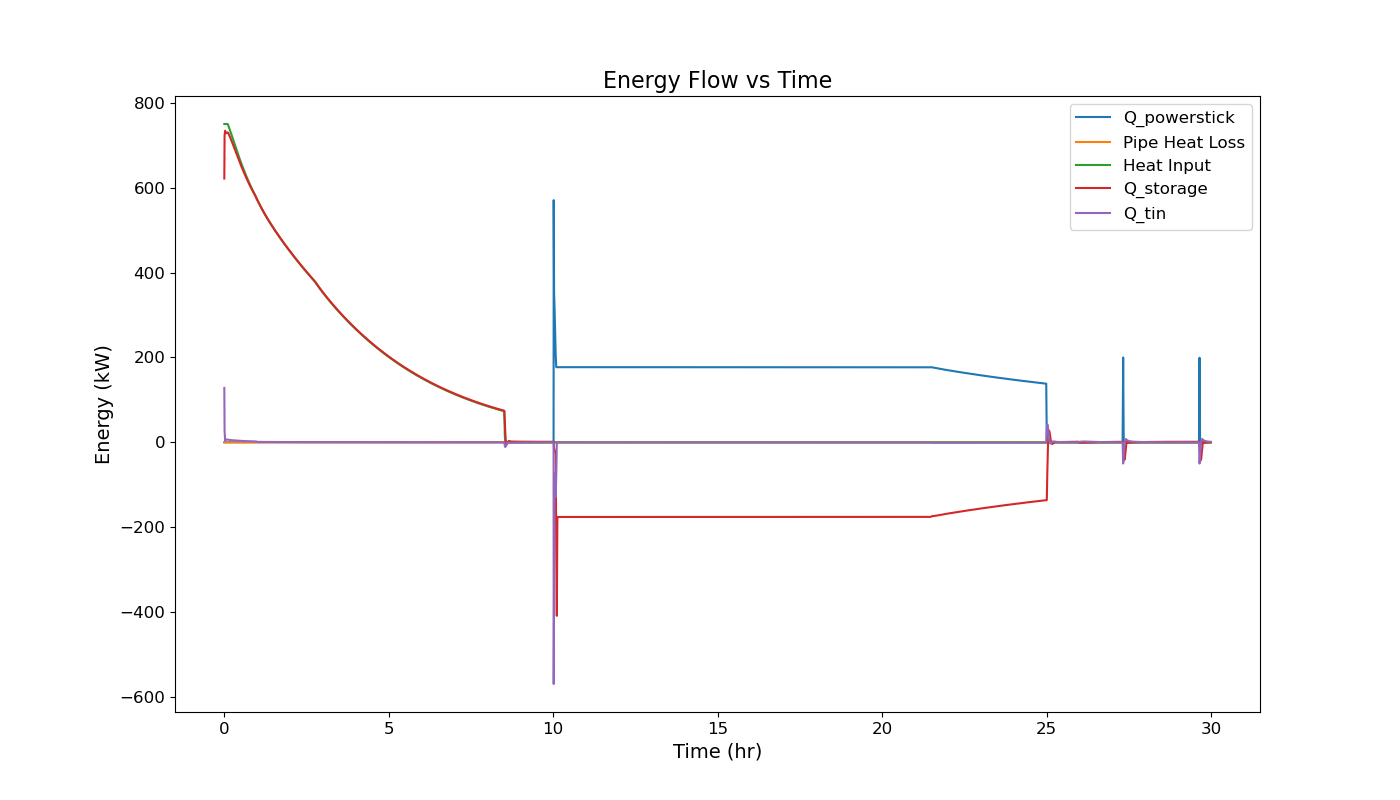 Energy Flow vs Time
Energy (kW)
800
600
400
200
0
−200
−400
−600
Q_powerstick
Pipe Heat Loss
Heat Input
Q_storage
Q_tin
0 5 10 15 20 25 30
Time (hr)